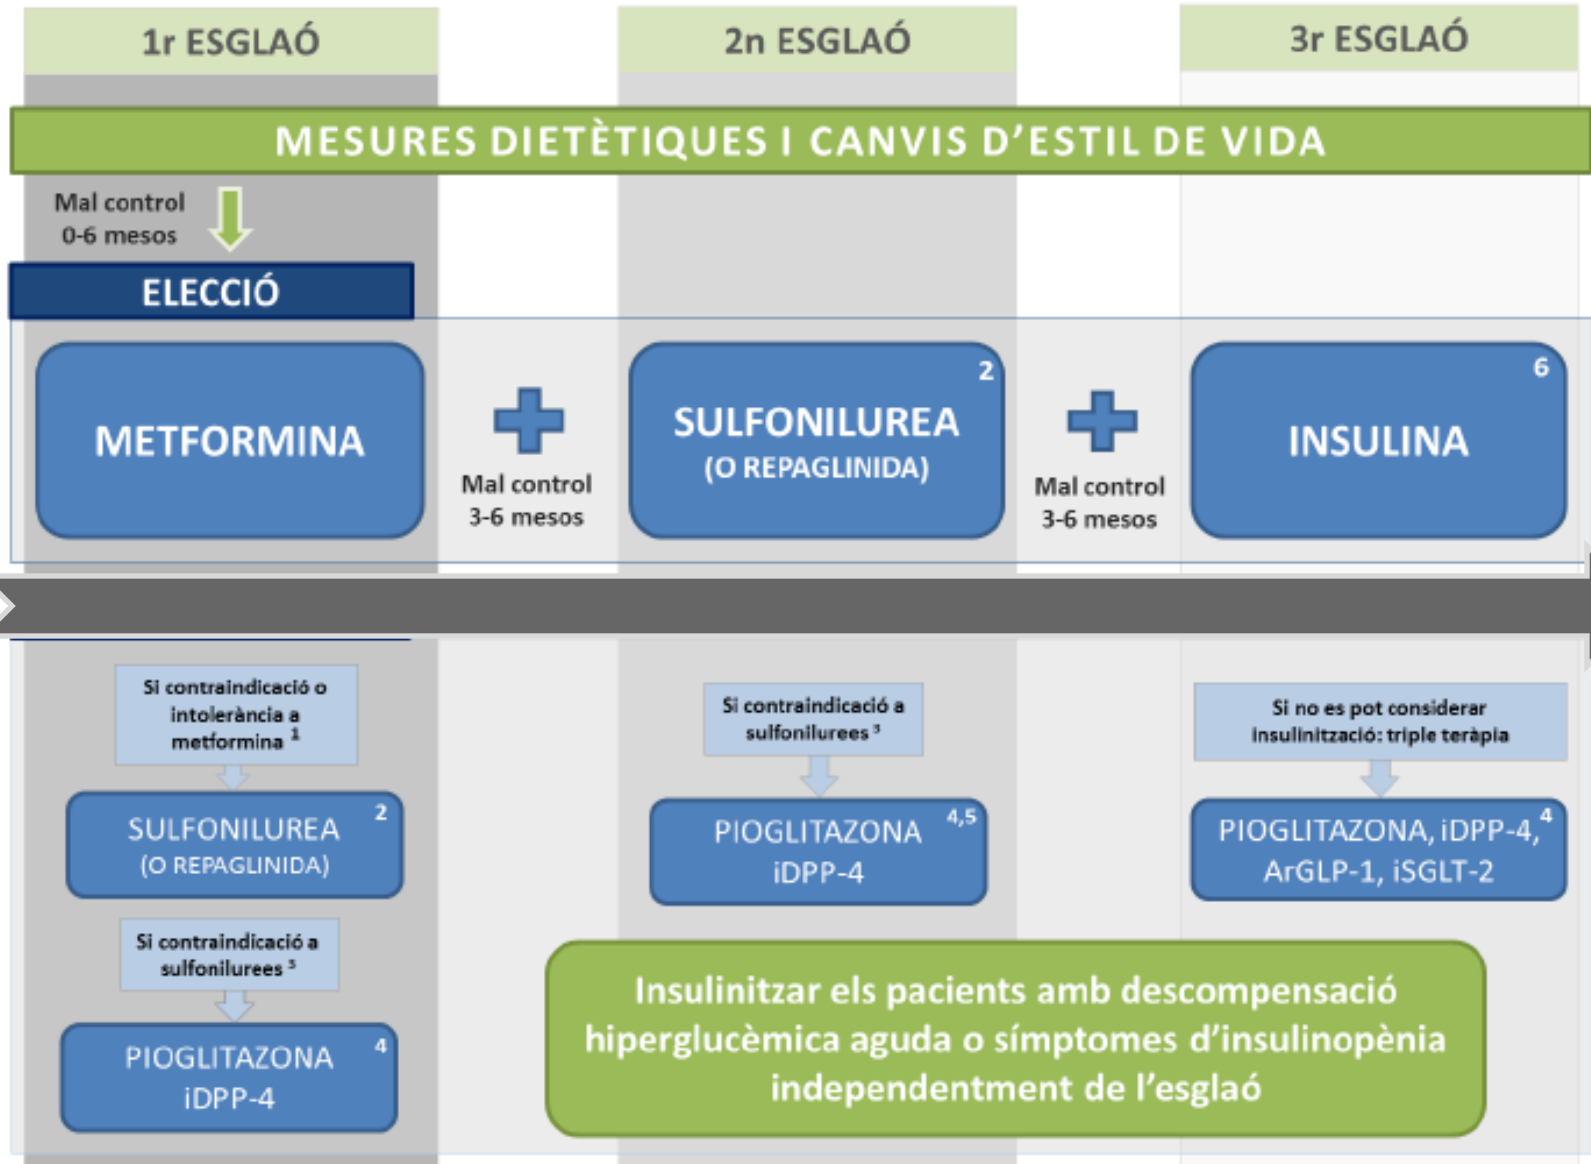 1r ESGLAÓ
2n ESGLAÓ
3r ESGLAÓ
MESURES DIETÈTIQUES I CANVIS D'ESTIL DE VIDA
Mal control
0-6 mesos
ELECCIÓ
METFORMINA
Mal control
3-6 mesos
2
SULFONILUREA
(O REPAGLINIDA)
Mal control
3-6 mesos
6
INSULINA
Si contraindicació o
intolerància a
metformina 1
SULFONILUREA 2
(O REPAGLINIDA)
Si contraindicació a
sulfonilurees 3
PIOGLITAZONA 4
iDPP-4
Si contraindicació a
sulfonilurees 3
PIOGLITAZONA 4,5
iDPP-4
Si no es pot considerar
insulinització: triple teràpia
PIOGLITAZONA, iDPP-4, 4
ArGLP-1, iSGLT-2
Insulinitzar els pacients amb descompensació
hiperglucèmica aguda o símptomes d'insulinopènia
independentment de l'esglaó